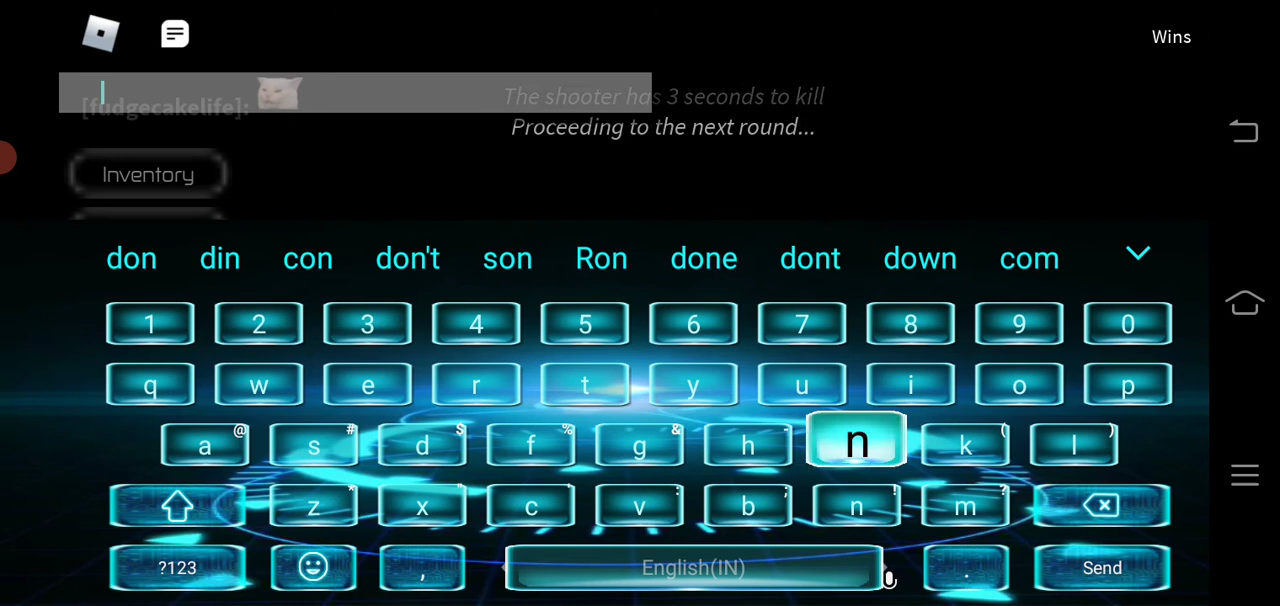 Wins
The shooter has 3 seconds to kill
[fudgecakelife]:
Proceeding to the next round...
Inventory
don din con don't son Ron done dont down com
1 2 3 4 5 6 7 8 9 0
q w e r t y u i o p
a @ s # d $ f % g & h - n k ( l )
z * x " c ' v : b ; n ! m ?
?123 , English(IN) . Send